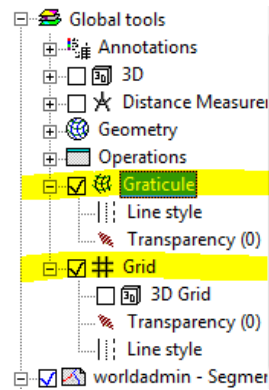 Global tools
Annotations
3D
Distance Measurer
Geometry
Operations
Graticule
Line style
Transparency (0)
Grid
3D Grid
Transparency (0)
Line style
worldadmin - Segmer